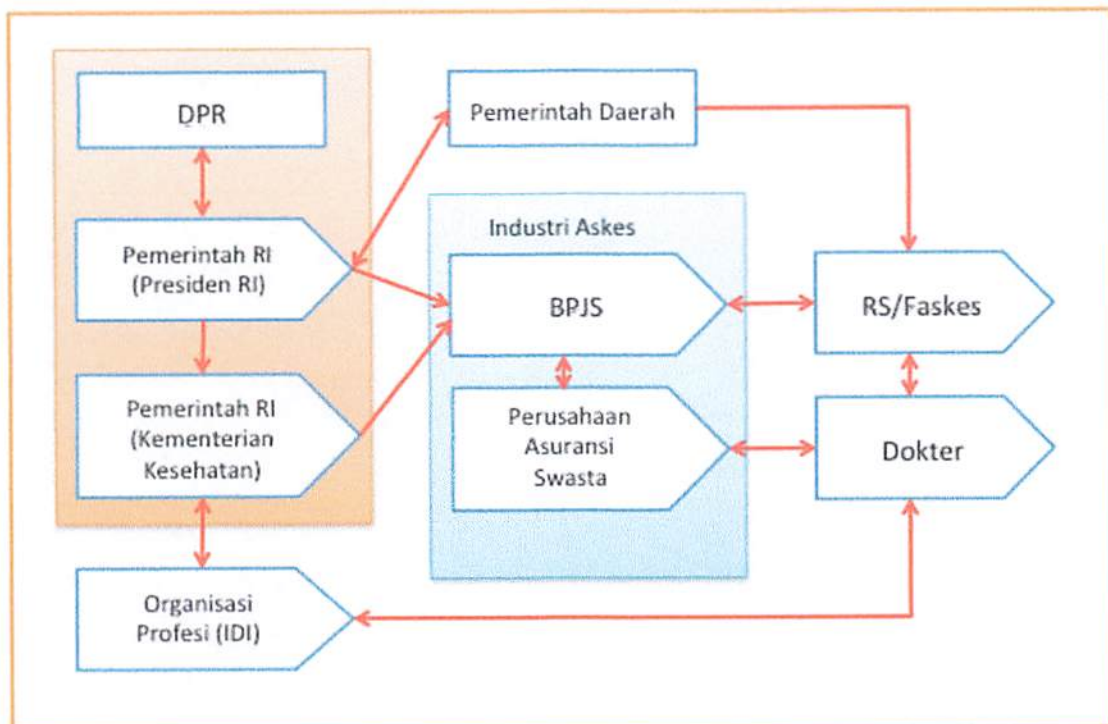 DPR
Pemerintah Daerah
Industri Askes
Pemerintah RI
(Presiden RI)
BPJS
RS/Faskes
Pemerintah RI
(Kementerian
Kesehatan)
Perusahaan
Asuransi
Swasta
Dokter
Organisasi
Profesi (IDI)